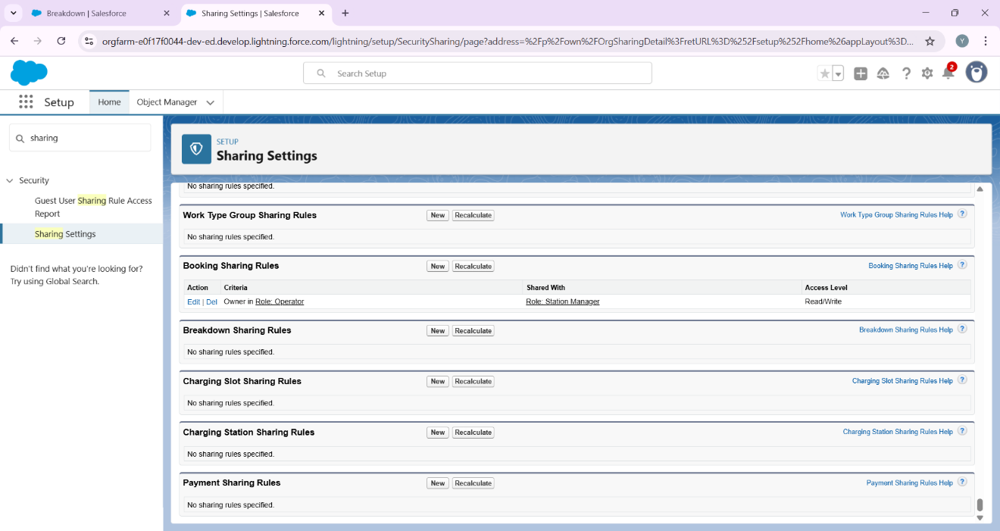 Breakdown | Salesforce
Sharing Settings | Salesforce
orgfarm-e0f17f0044-dev-ed.develop.lightning.force.com/lightning/setup/SecuritySharing/page?address=%2Fp%2Fown%2FOrgSharingDetail%3FretURL%3D%252Fsetup%252Fhome%26appLayout%3D...
Y
Search Setup
2
Setup
Home
Object Manager
sharing
Security
Guest User Sharing Rule Access
Report
Sharing Settings
Didn't find what you're looking for?
Try using Global Search.
SETUP
Sharing Settings
No sharing rules specified.
Work Type Group Sharing Rules New Recalculate Work Type Group Sharing Rules Help ?
No sharing rules specified.
Booking Sharing Rules New Recalculate Booking Sharing Rules Help ?
Action Criteria Shared With Access Level
Edit | Del Owner in Role: Operator Role: Station Manager Read/Write
Breakdown Sharing Rules New Recalculate Breakdown Sharing Rules Help ?
No sharing rules specified.
Charging Slot Sharing Rules New Recalculate Charging Slot Sharing Rules Help ?
No sharing rules specified.
Charging Station Sharing Rules New Recalculate Charging Station Sharing Rules Help ?
No sharing rules specified.
Payment Sharing Rules New Recalculate Payment Sharing Rules Help ?
No sharing rules specified.